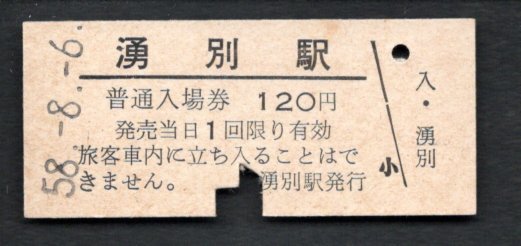 湧別駅
普通入場券 120円
発売当日1回限り有効
旅客車内に立ち入ることはで
きません。 湧別駅発行
58.-8.-6.
小
入・湧別